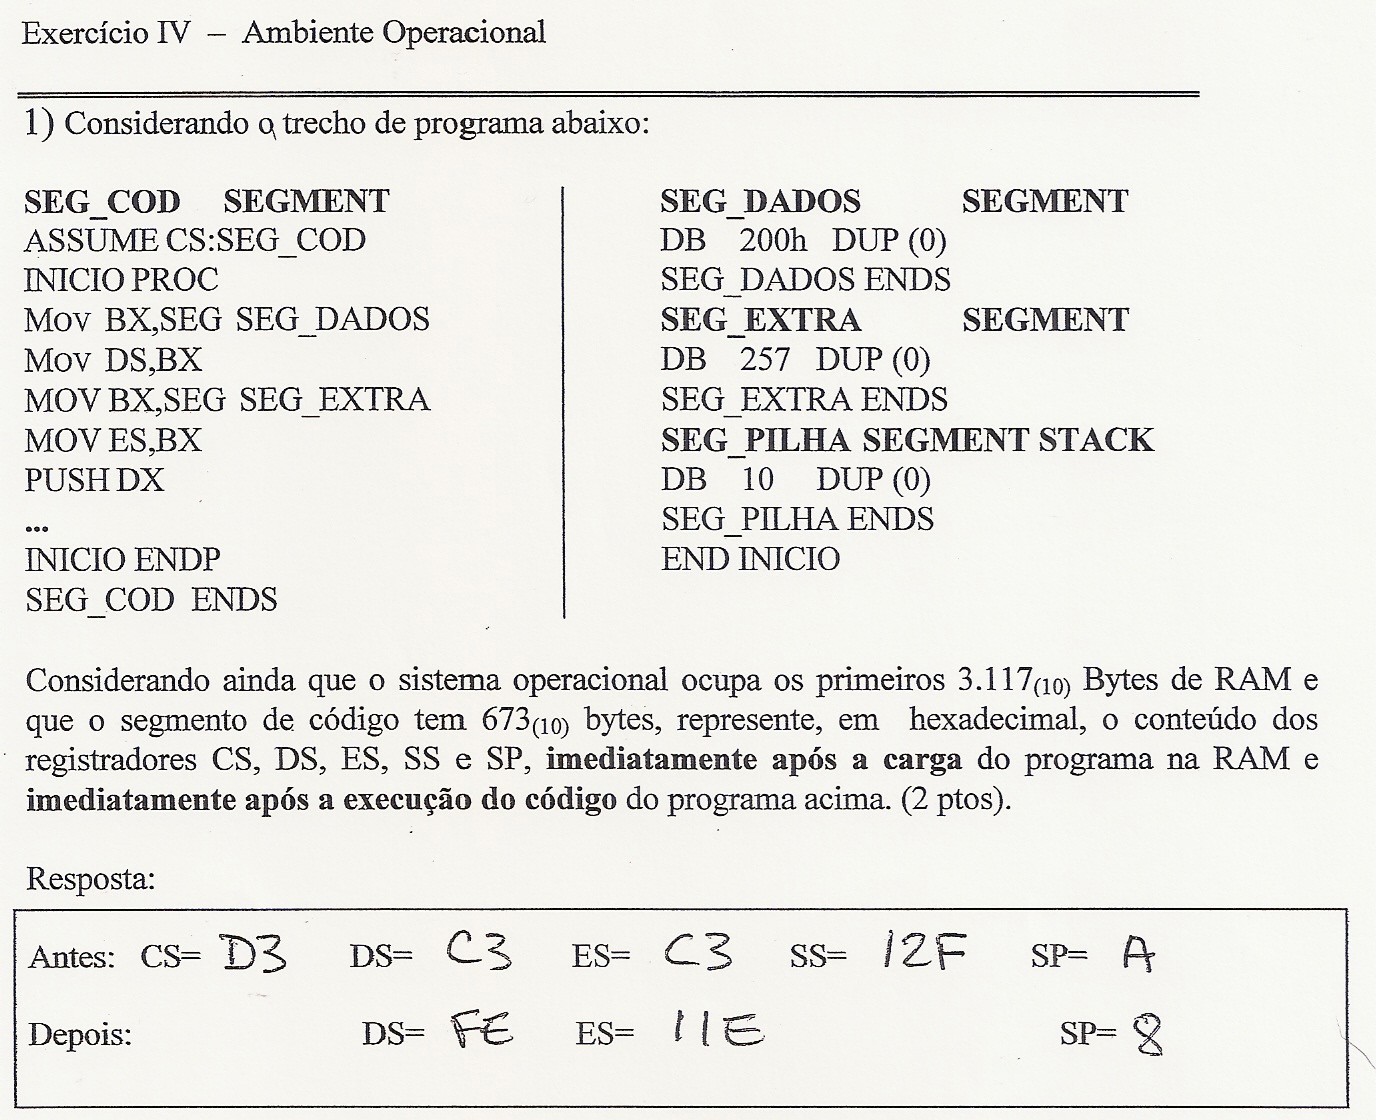 Exercício IV – Ambiente Operacional
1) Considerando o trecho de programa abaixo:
SEG_COD SEGMENT
ASSUME CS:SEG_COD
INICIO PROC
Mov BX,SEG SEG_DADOS
Mov DS,BX
MOV BX,SEG SEG_EXTRA
MOV ES,BX
PUSH DX
...
INICIO ENDP
SEG_COD ENDS
SEG_DADOS SEGMENT
DB 200h DUP (0)
SEG_DADOS ENDS
SEG_EXTRA SEGMENT
DB 257 DUP (0)
SEG_EXTRA ENDS
SEG_PILHA SEGMENT STACK
DB 10 DUP (0)
SEG_PILHA ENDS
END INICIO
Considerando ainda que o sistema operacional ocupa os primeiros 3.117(10) Bytes de RAM e
que o segmento de código tem 673(10) bytes, represente, em hexadecimal, o conteúdo dos
registradores CS, DS, ES, SS e SP, imediatamente após a carga do programa na RAM e
imediatamente após a execução do código do programa acima. (2 ptos).
Resposta:
Antes: CS= D3 DS= C3 ES= C3 SS= 12F SP= A
Depois: DS= FE ES= 11E SP= 8